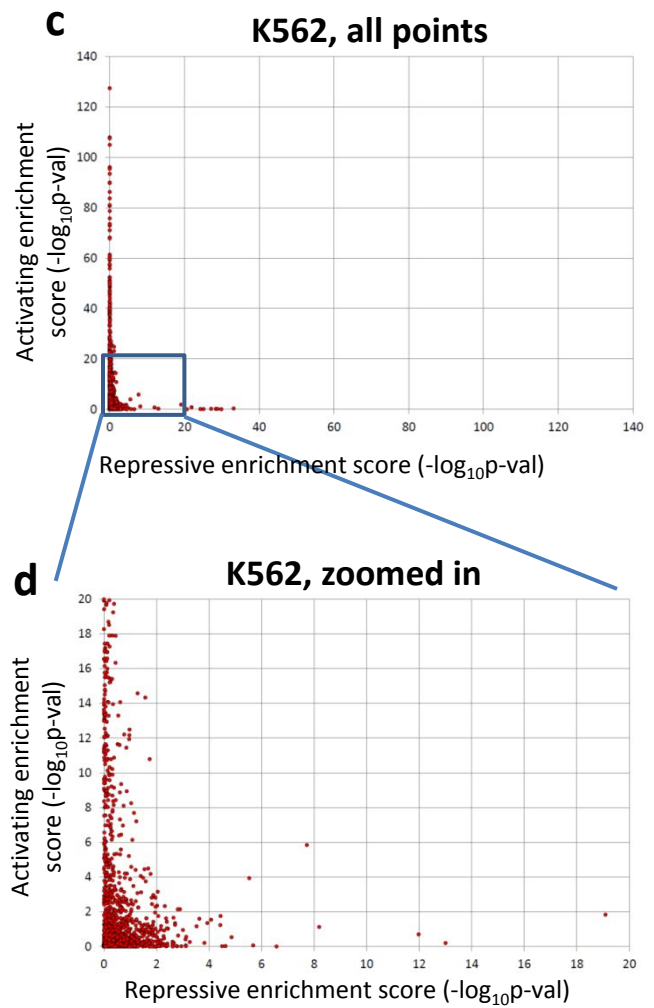 c
K562, all points
Activating enrichment
score (-log10p-val)
140
120
100
80
60
40
20
0
0 20 40 60 80 100 120 140
Repressive enrichment score (-log10p-val)
d
K562, zoomed in
Activating enrichment
score (-log10p-val)
20
18
16
14
12
10
8
6
4
2
0
0 2 4 6 8 10 12 14 16 18 20
Repressive enrichment score (-log10p-val)